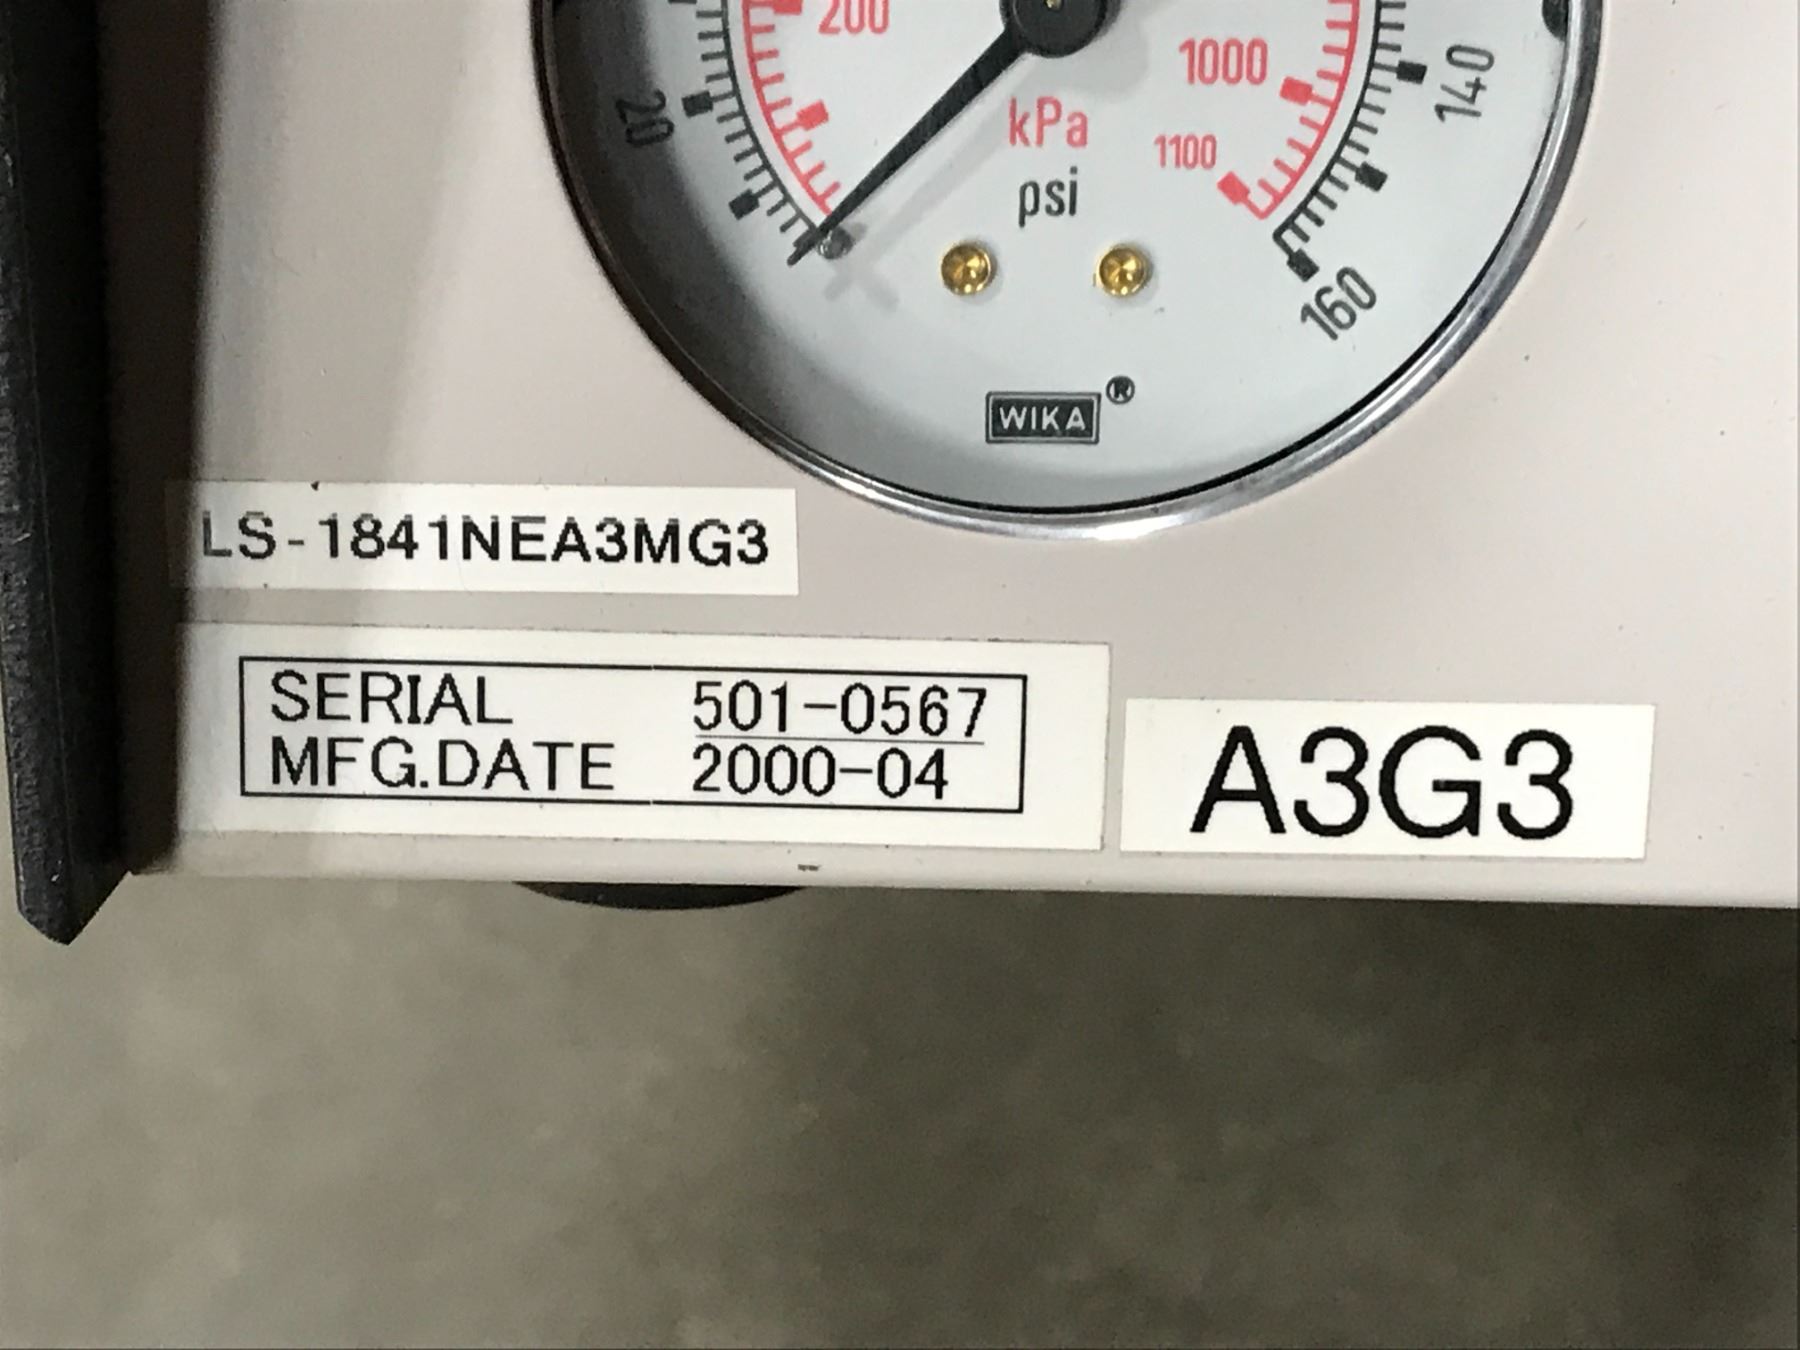 200
1000
20
140
kPa
1100
psi
160
WIKA®
LS-1841NEA3MG3
SERIAL 501-0567
MFG.DATE 2000-04
A3G3